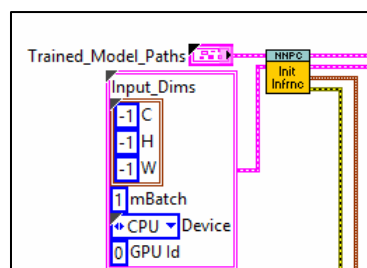 Trained_Model_Paths
NNPC
Init
Infrnc
Input_Dims
-1 C
-1 H
-1 W
1 mBatch
CPU Device
0 GPU Id